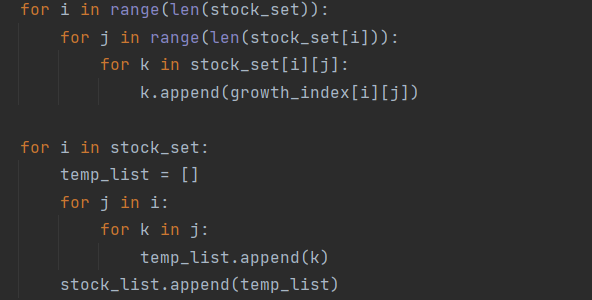 for i in range(len(stock_set)):
    for j in range(len(stock_set[i])):
        for k in stock_set[i][j]:
            k.append(growth_index[i][j])
for i in stock_set:
    temp_list = []
    for j in i:
        for k in j:
            temp_list.append(k)
    stock_list.append(temp_list)